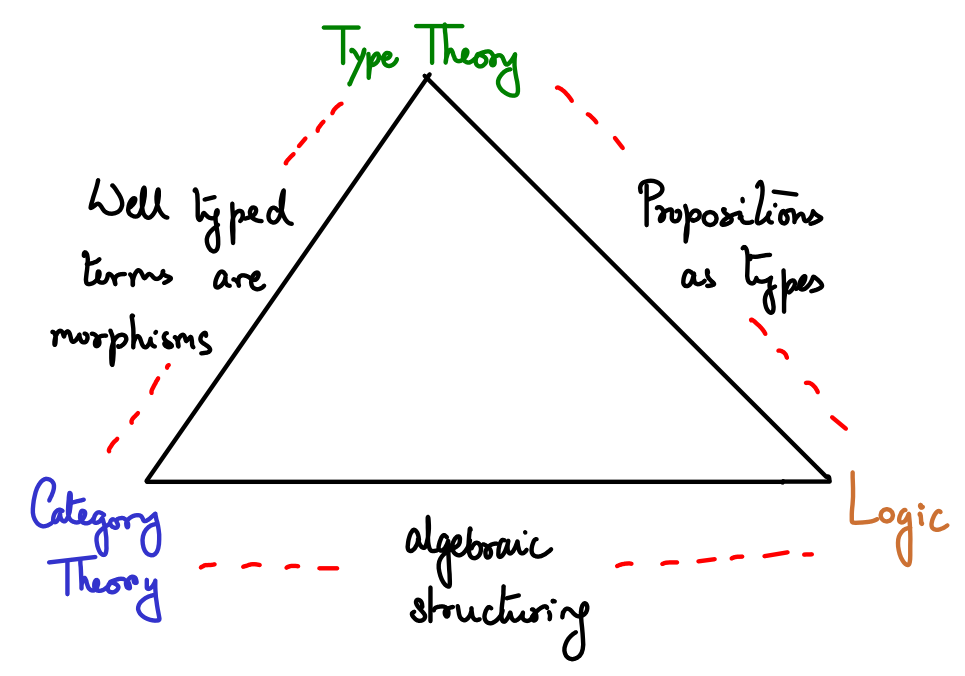 Type Theory
Well typed
terms are
morphisms
Propositions
as types
Category
Theory
algebraic
structuring
Logic